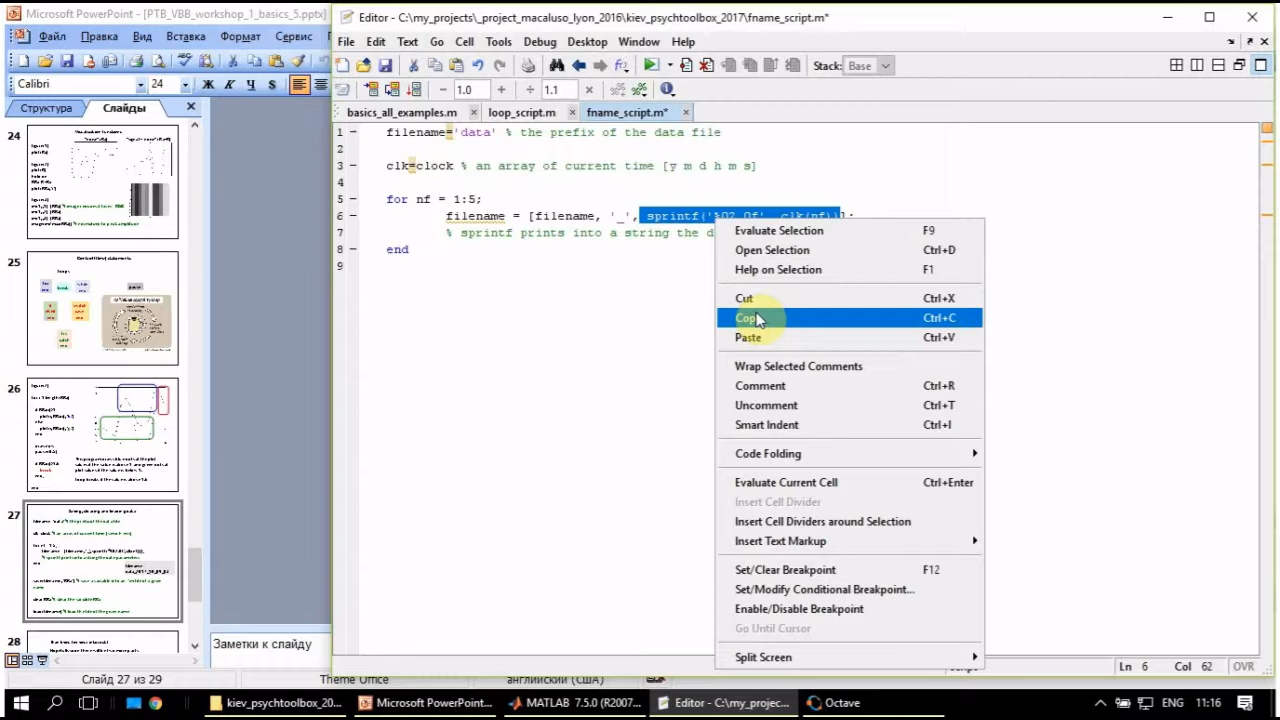 Microsoft PowerPoint - [PTB_VBB_workshop_1_basics_5.pptx]
Файл Правка Вид Вставка Формат Сервис
Calibri 24 Ж К Ч S
Структура Слайды
24
25
26
27
28
Заметки к слайду
Слайд 27 из 29 Theme Office английский (США)
Editor - C:\my_projects\_project_macaluso_lyon_2016\kiev_psychtoolbox_2017\fname_script.m*
File Edit Text Go Cell Tools Debug Desktop Window Help
Stack: Base
1.0 1.1
basics_all_examples.m loop_script.m fname_script.m*
1 filename='data' % the prefix of the data file
2
3 clk=clock % an array of current time [y m d h m s]
4
5 for nf = 1:5;
6 filename = [filename, '_', sprintf('%02.0f', clk(nf))];
7 % sprintf prints into a string the d
8 end
9
Evaluate Selection F9
Open Selection Ctrl+D
Help on Selection F1
Cut Ctrl+X
Copy Ctrl+C
Paste Ctrl+V
Wrap Selected Comments
Comment Ctrl+R
Uncomment Ctrl+T
Smart Indent Ctrl+I
Code Folding
Evaluate Current Cell Ctrl+Enter
Insert Cell Divider
Insert Cell Dividers around Selection
Insert Text Markup
Set/Clear Breakpoint F12
Set/Modify Conditional Breakpoint...
Enable/Disable Breakpoint
Go Until Cursor
Split Screen
Ln 6 Col 62 OVR
kiev_psychtoolbox_20... Microsoft PowerPoint... MATLAB 7.5.0 (R2007... Editor - C:\my_projec... Octave ENG 11:16